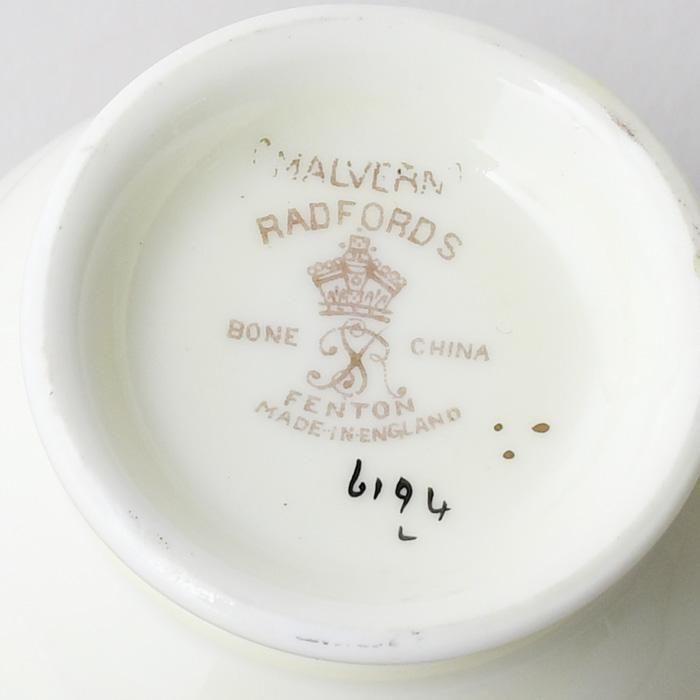 "MALVERN"
RADFORDS
BONE CHINA
FENTON
MADE-IN-ENGLAND
6194
L